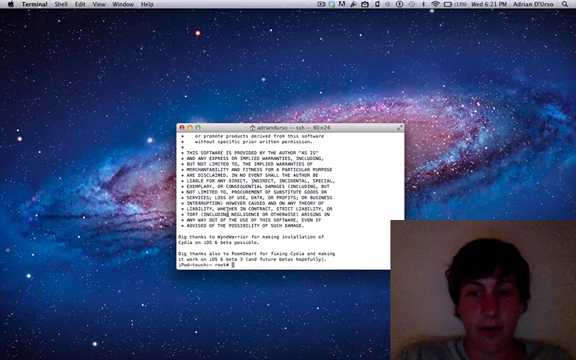 Terminal Shell Edit View Window Help (13%) Wed 6:21 PM Adrian D'Urso
adriandurso — ssh — 80×24
* or promote products derived from this software
* without specific prior written permission.
*
* THIS SOFTWARE IS PROVIDED BY THE AUTHOR "AS IS"
* AND ANY EXPRESS OR IMPLIED WARRANTIES, INCLUDING,
* BUT NOT LIMITED TO, THE IMPLIED WARRANTIES OF
* MERCHANTABILITY AND FITNESS FOR A PARTICULAR PURPOSE
* ARE DISCLAIMED. IN NO EVENT SHALL THE AUTHOR BE
* LIABLE FOR ANY DIRECT, INDIRECT, INCIDENTAL, SPECIAL,
* EXEMPLARY, OR CONSEQUENTIAL DAMAGES (INCLUDING, BUT
* NOT LIMITED TO, PROCUREMENT OF SUBSTITUTE GOODS OR
* SERVICES; LOSS OF USE, DATA, OR PROFITS; OR BUSINESS
* INTERRUPTION) HOWEVER CAUSED AND ON ANY THEORY OF
* LIABILITY, WHETHER IN CONTRACT, STRICT LIABILITY, OR
* TORT (INCLUDING NEGLIGENCE OR OTHERWISE) ARISING IN
* ANY WAY OUT OF THE USE OF THIS SOFTWARE, EVEN IF
* ADVISED OF THE POSSIBILITY OF SUCH DAMAGE.
Big thanks to WyndWarrior for making installation of
Cydia on iOS 6 beta possible.
Big thanks also to PoomSmart for fixing Cydia and making
it work on iOS 6 beta 3 (and future betas hopefully).
iPod-touch:~ root#